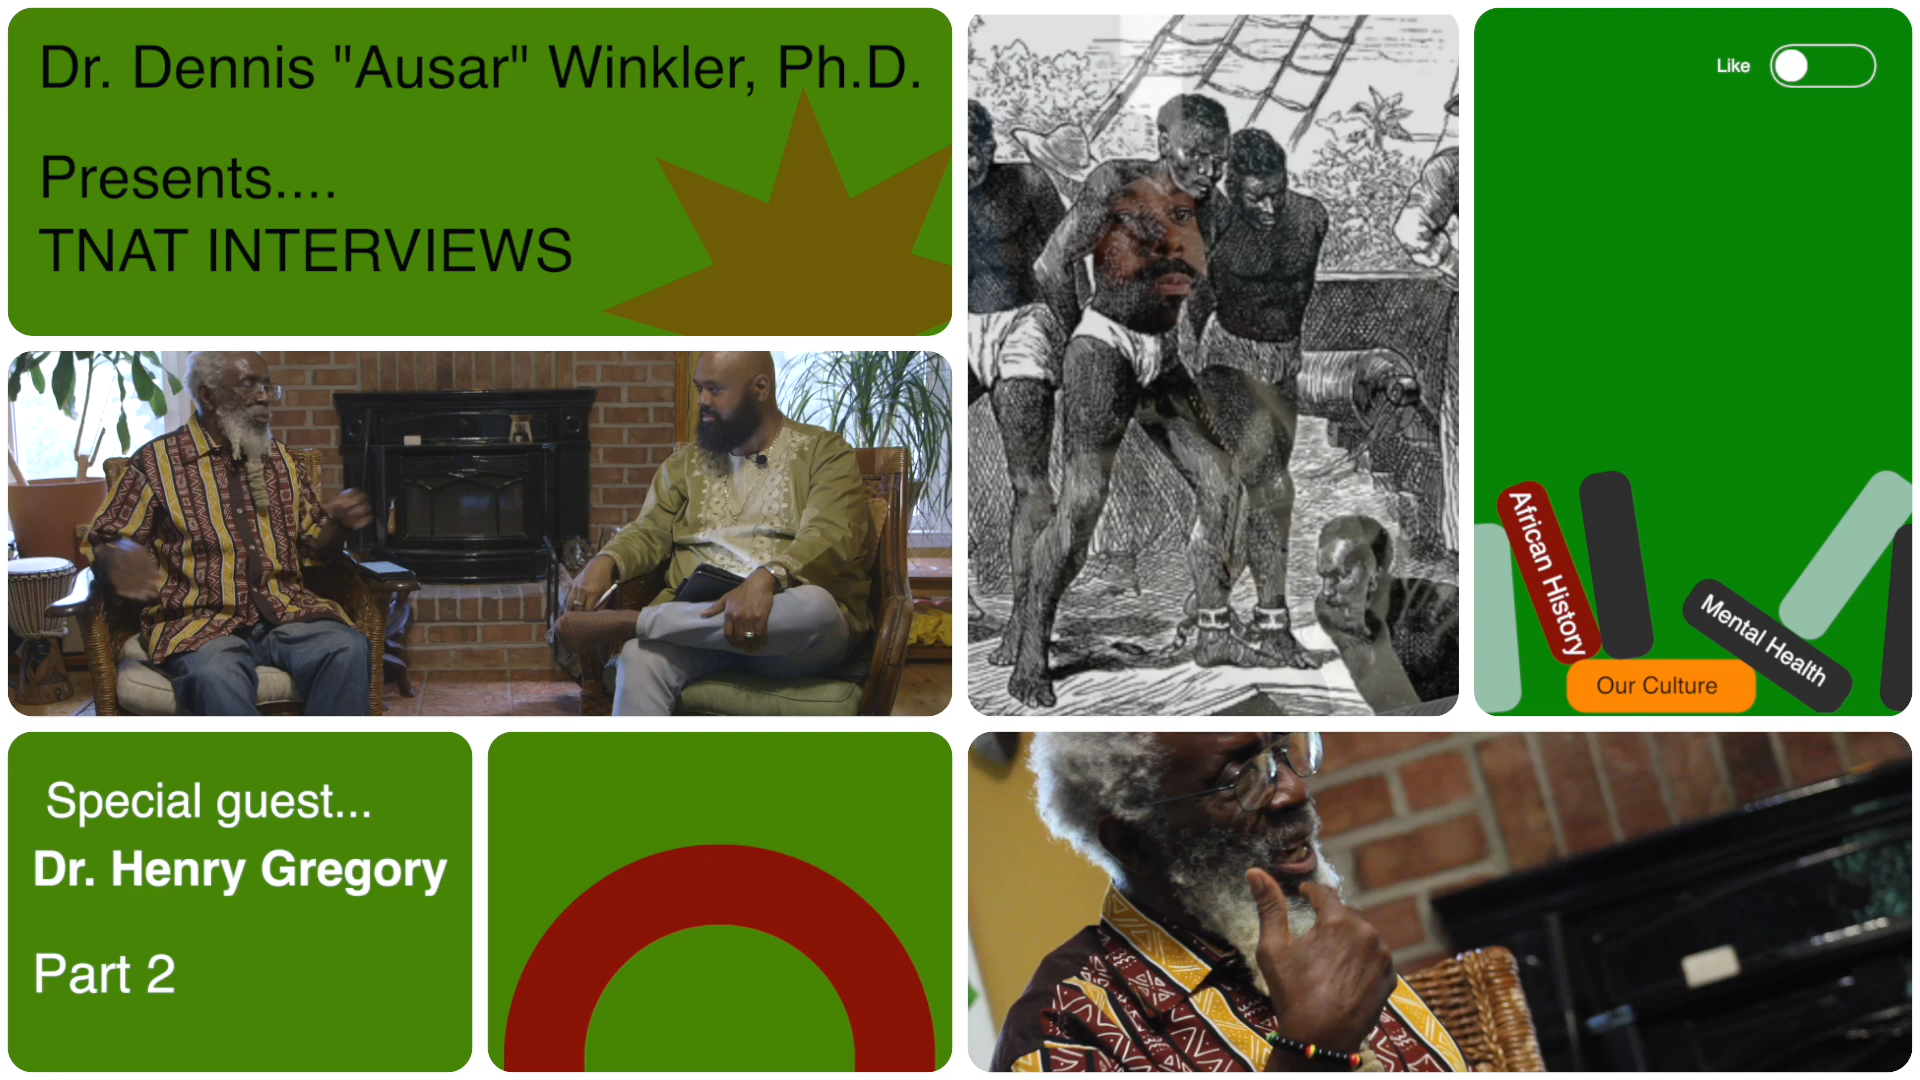 Dr. Dennis "Ausar" Winkler, Ph.D.
Presents....
TNAT INTERVIEWS
Like
African History
Mental Health
Our Culture
Special guest...
Dr. Henry Gregory
Part 2